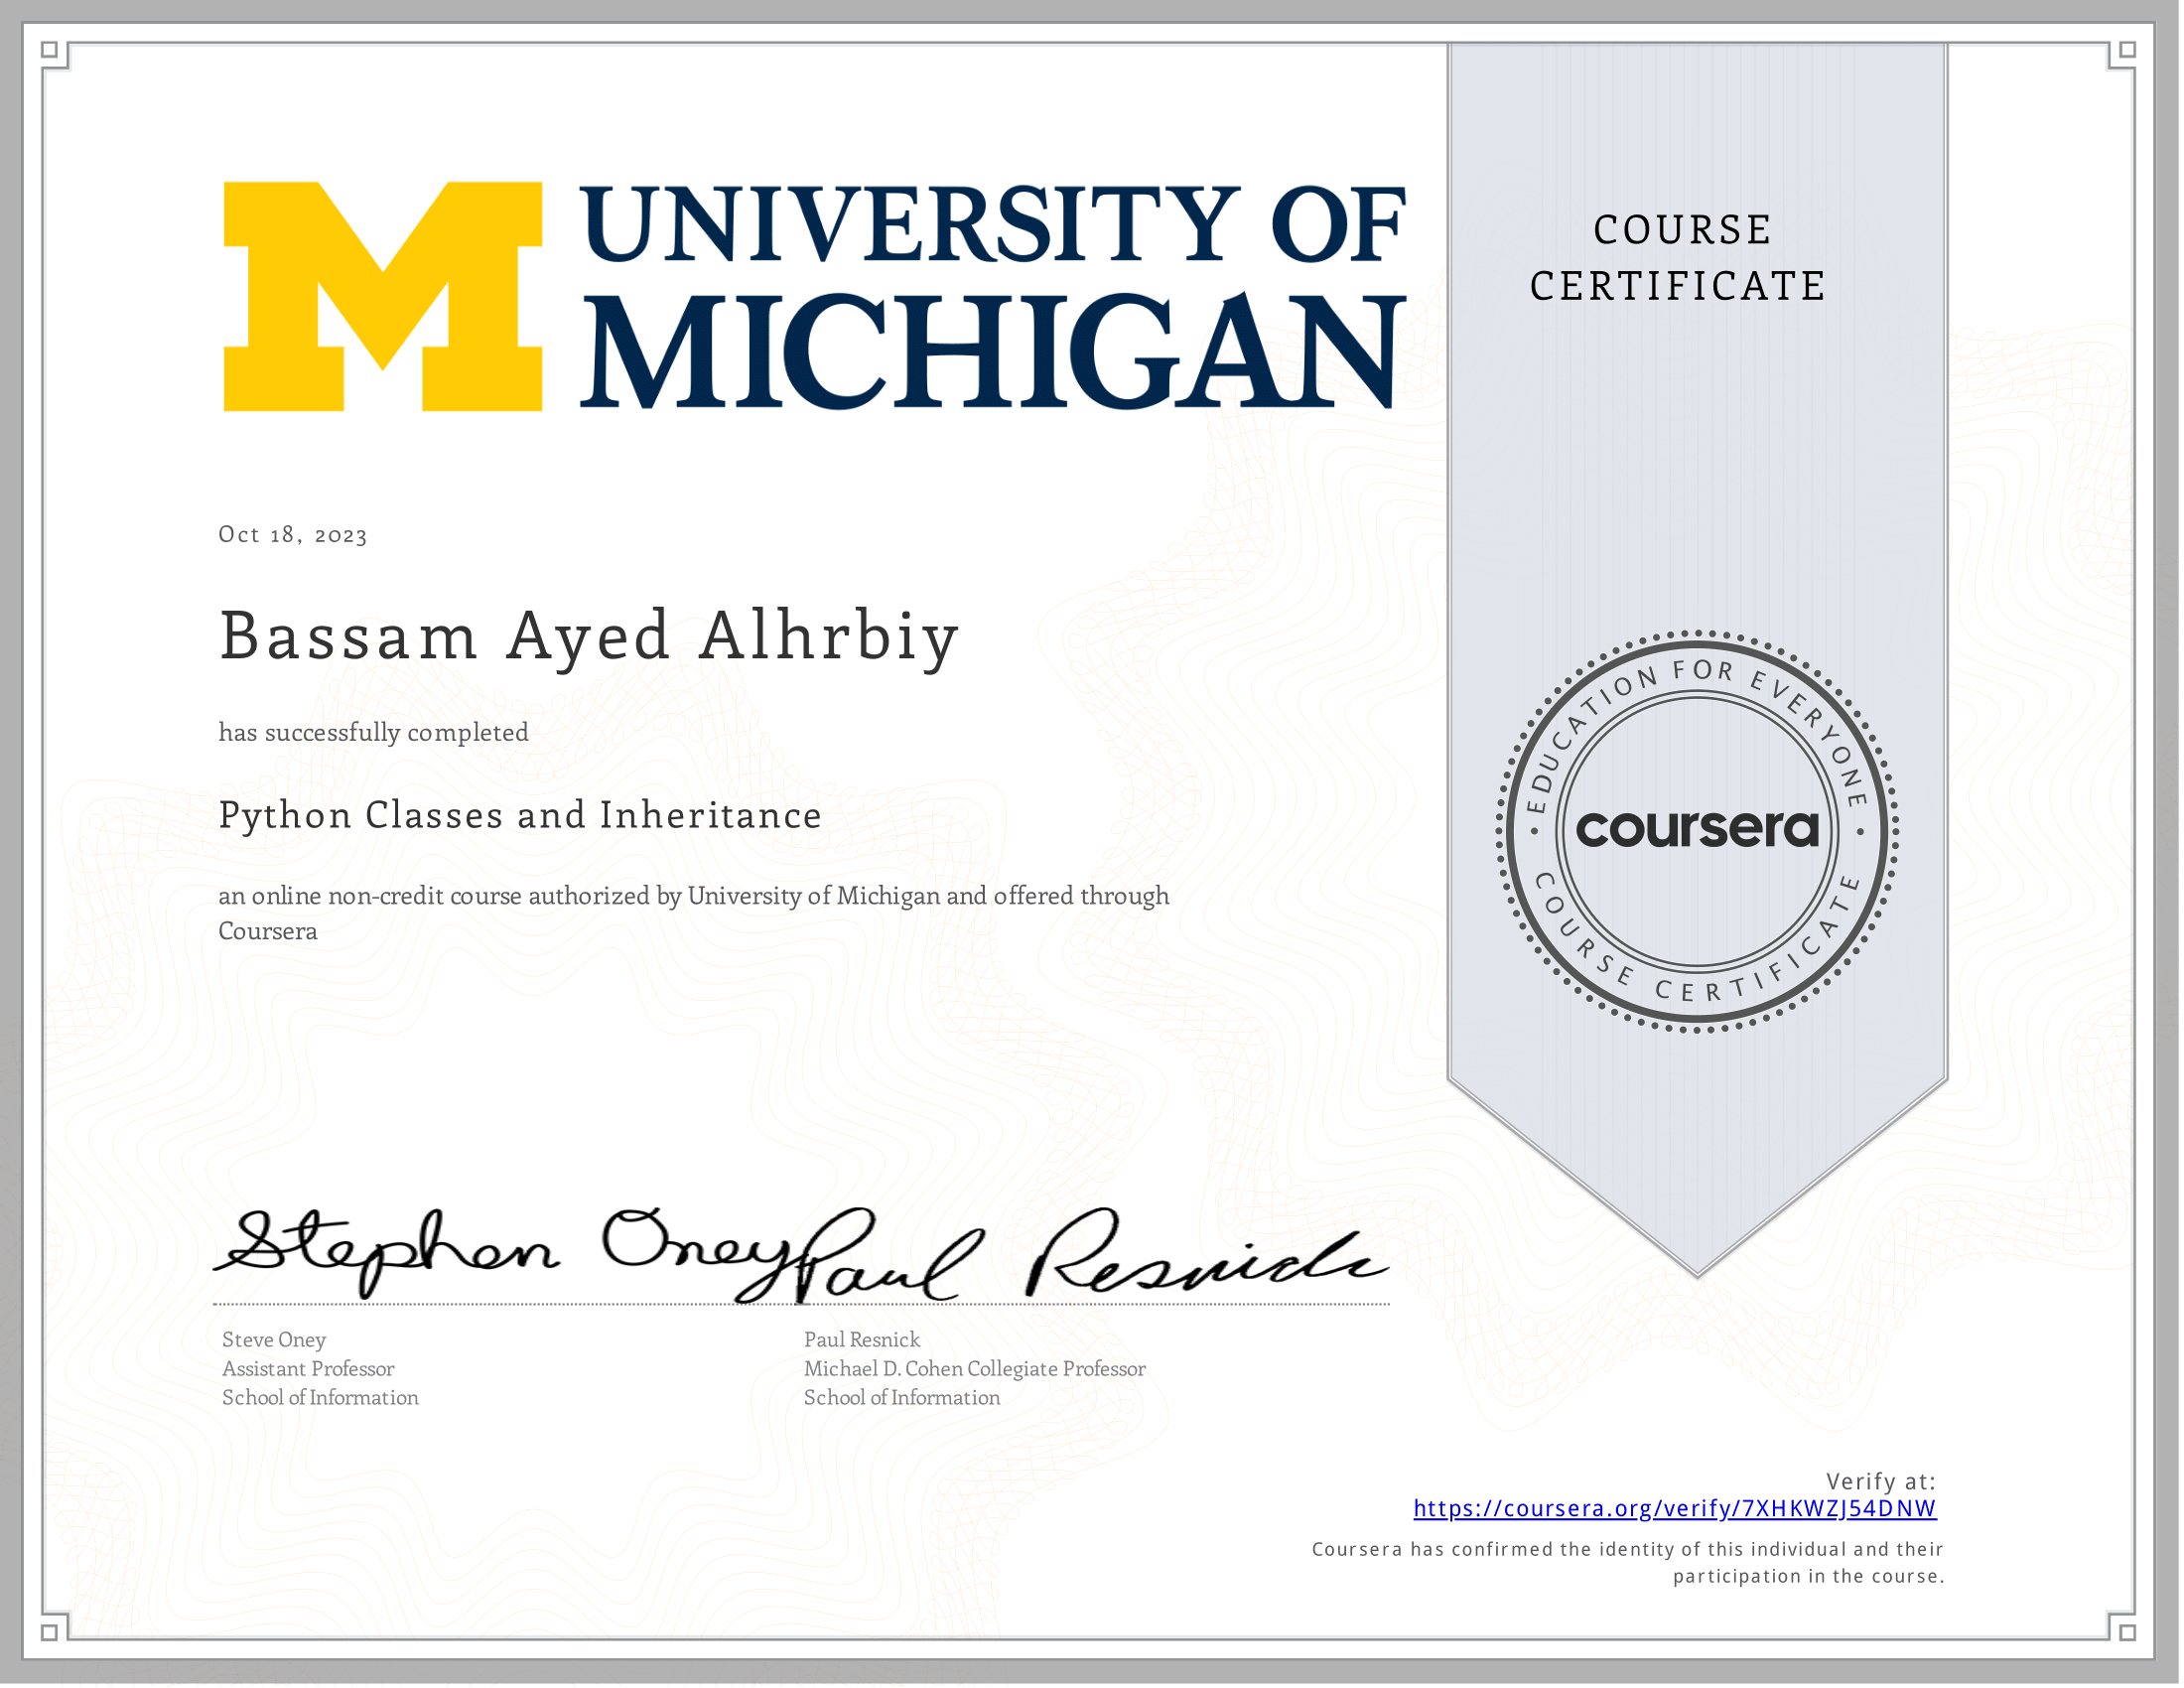 UNIVERSITY OF
MICHIGAN
COURSE
CERTIFICATE
Oct 18, 2023
Bassam Ayed Alhrbiy
has successfully completed
Python Classes and Inheritance
an online non-credit course authorized by University of Michigan and offered through
Coursera
EDUCATION FOR EVERYONE
coursera
COURSE CERTIFICATE
Stephen Oney
Paul Resnick
Steve Oney
Assistant Professor
School of Information
Paul Resnick
Michael D. Cohen Collegiate Professor
School of Information
Verify at:
https://coursera.org/verify/7XHKWZJ54DNW
Coursera has confirmed the identity of this individual and their
participation in the course.